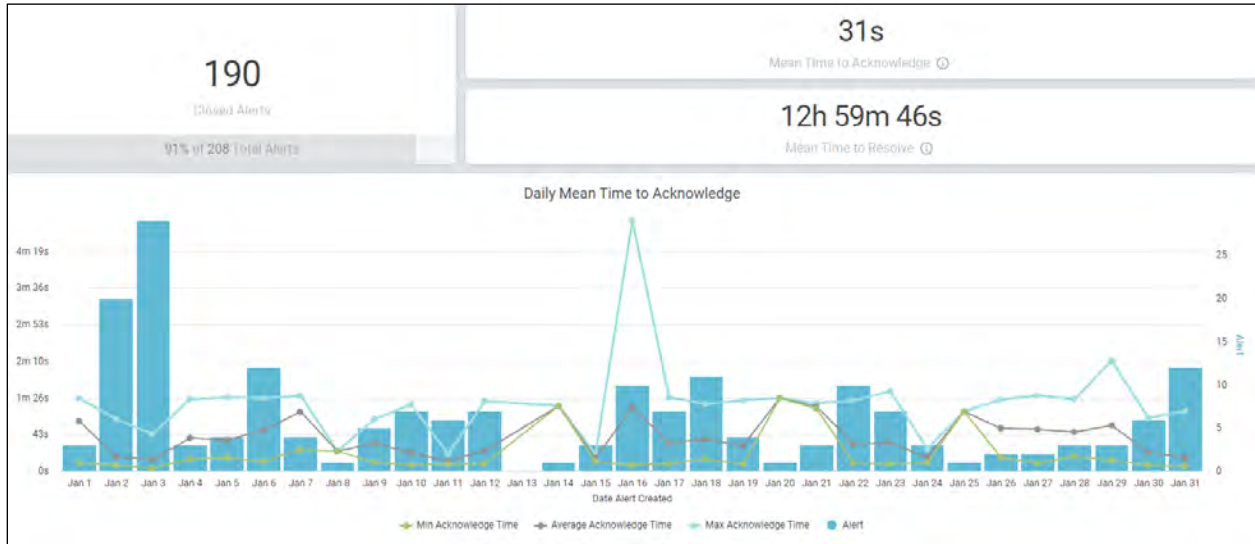 190
Closed Alerts
91% of 208 Total Alerts
31s
Mean Time to Acknowledge
12h 59m 46s
Mean Time to Resolve
Daily Mean Time to Acknowledge
4m 19s
3m 36s
2m 53s
2m 10s
1m 26s
43s
0s
25
20
15
10
5
0
Alert
Jan 1 Jan 2 Jan 3 Jan 4 Jan 5 Jan 6 Jan 7 Jan 8 Jan 9 Jan 10 Jan 11 Jan 12 Jan 13 Jan 14 Jan 15 Jan 16 Jan 17 Jan 18 Jan 19 Jan 20 Jan 21 Jan 22 Jan 23 Jan 24 Jan 25 Jan 26 Jan 27 Jan 28 Jan 29 Jan 30 Jan 31
Date Alert Created
Min Acknowledge Time Average Acknowledge Time Max Acknowledge Time Alert